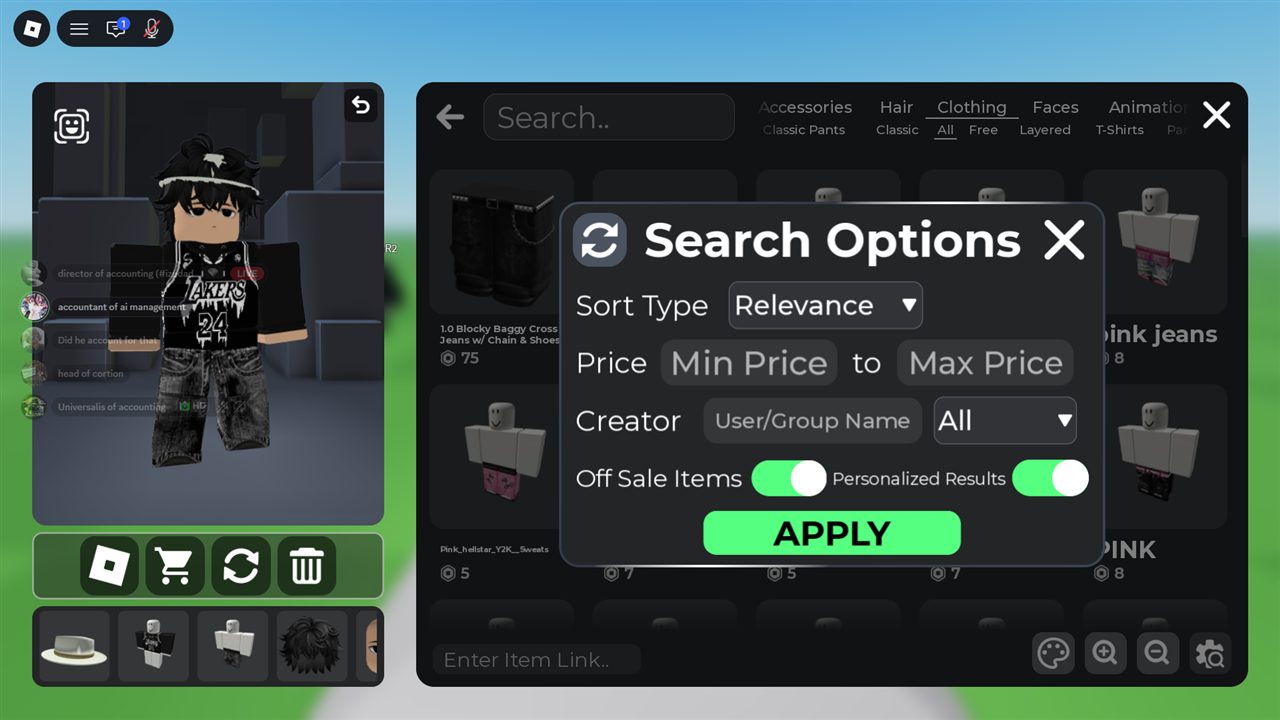 1
Search..
Accessories Hair Clothing Faces Animatio
Classic Pants Classic All Free Layered T-Shirts Pa
R2
director of accounting (#iz
LIVE
accountant of ai management
Did he account for that
head of cortion
Universalis of accounting HD
LAKERS
24
Search Options
Sort Type Relevance
Price Min Price to Max Price
Creator User/Group Name All
Off Sale Items Personalized Results
APPLY
1.0 Blocky Baggy Cross
Jeans w/ Chain & Shoes
75
pink jeans
8
Pink_hellstar_Y2K__Sweats
5
7
5
7
PINK
8
Enter Item Link..